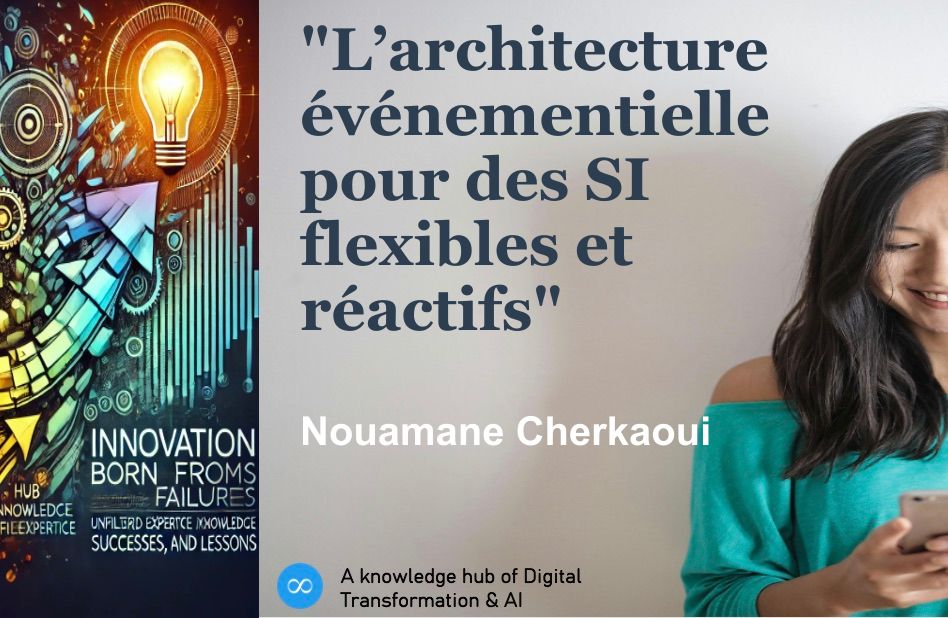 "L’architecture
événementielle
pour des SI
flexibles et
réactifs"
Nouamane Cherkaoui
A knowledge hub of Digital
Transformation & AI
INNOVATION
BORN FROMS
FAILURES
SUCCESSES, AND LESSONS
HUB